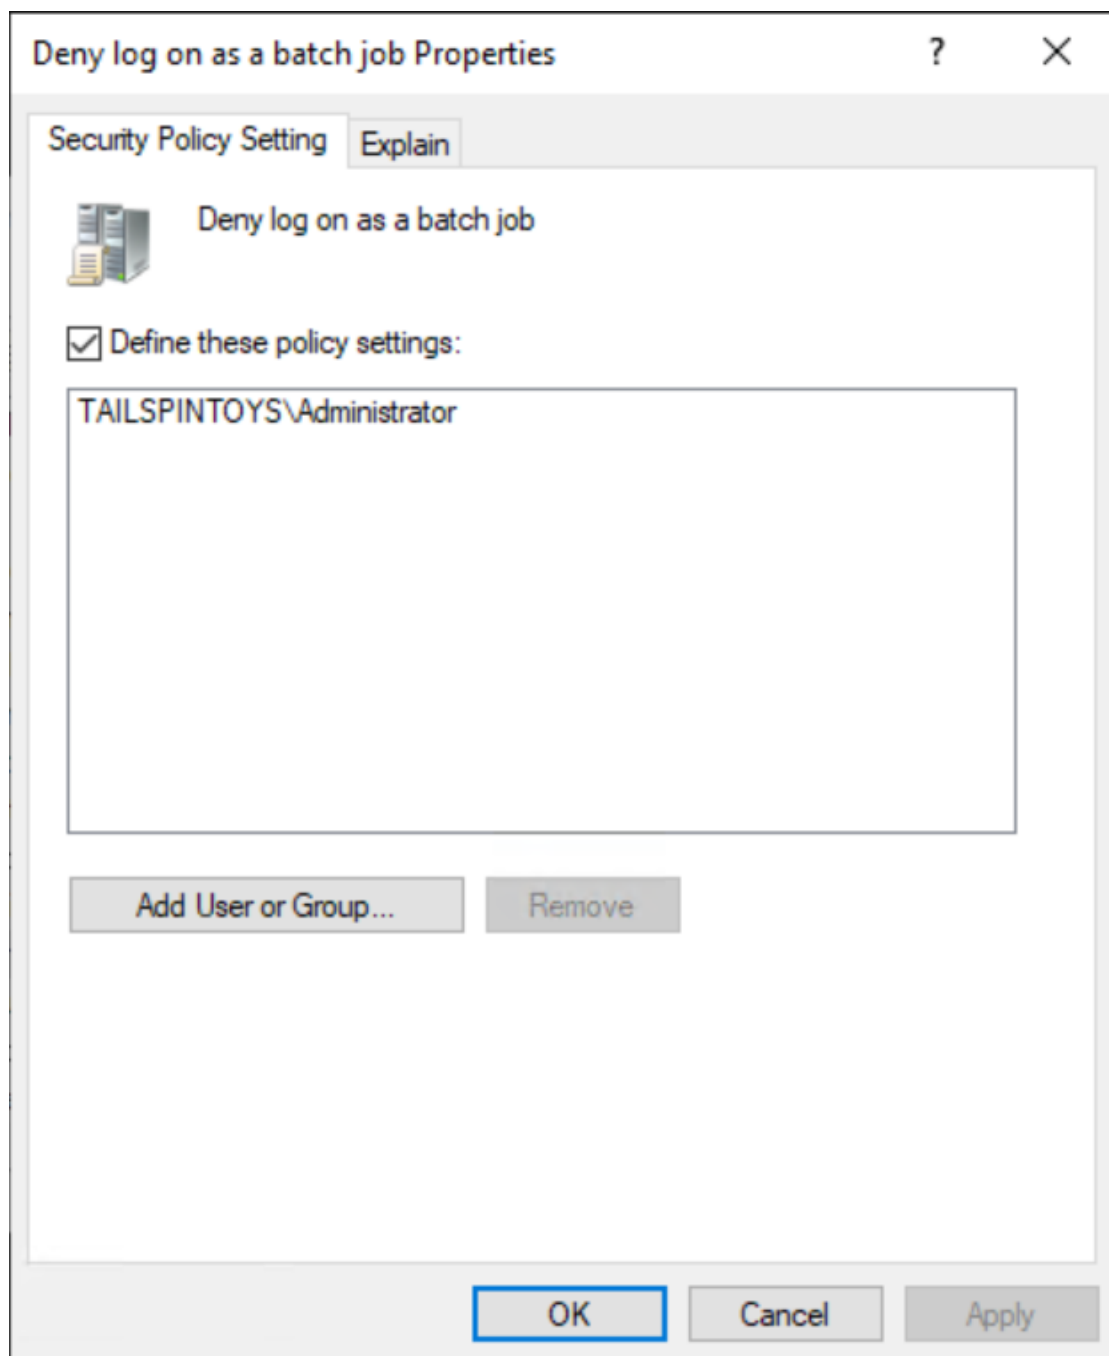 Deny log on as a batch job Properties ?
Security Policy Setting Explain
Deny log on as a batch job
Define these policy settings:
TAILSPINTOYS\Administrator
Add User or Group... Remove
OK Cancel Apply